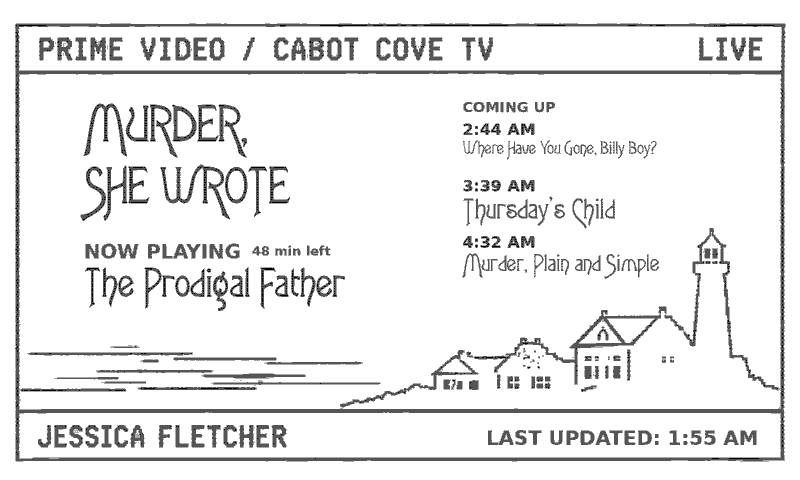 PRIME VIDEO / CABOT COVE TV
LIVE
MURDER,
SHE WROTE
NOW PLAYING 48 min left
The Prodigal Father
COMING UP
2:44 AM
Where Have You Gone, Billy Boy?
3:39 AM
Thursday's Child
4:32 AM
Murder, Plain and Simple
JESSICA FLETCHER
LAST UPDATED: 1:55 AM